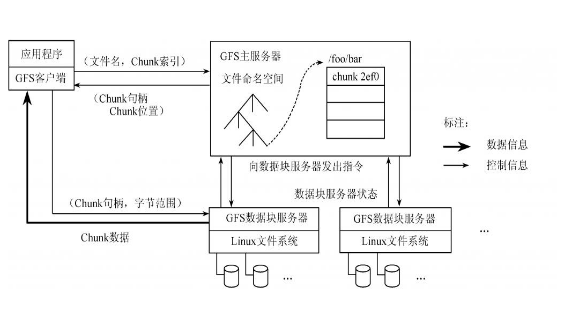 应用程序
GFS客户端
(文件名，Chunk索引)
(Chunk句柄
Chunk位置)
GFS主服务器
文件命名空间
/foo/bar
chunk 2ef0
标注：
数据信息
控制信息
向数据块服务器发出指令
数据块服务器状态
(Chunk句柄，字节范围)
Chunk数据
GFS数据块服务器
Linux文件系统
...
GFS数据块服务器
Linux文件系统
...
...